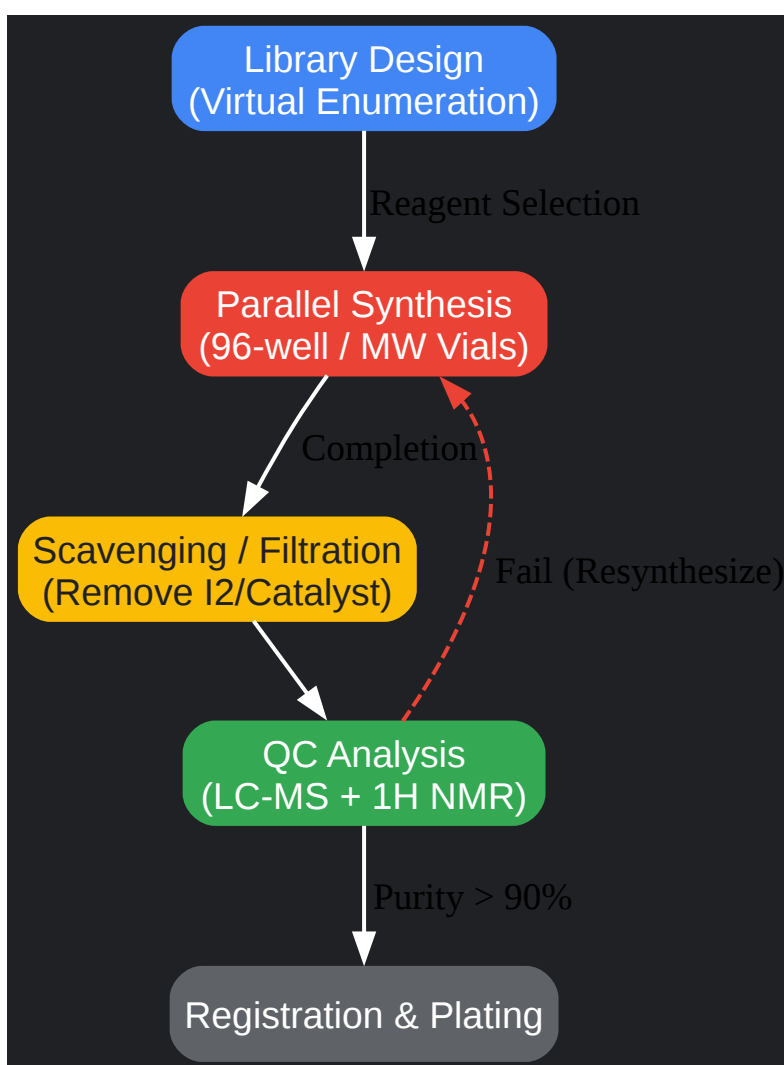 Library Design
(Virtual Enumeration)
Reagent Selection
Parallel Synthesis
(96-well / MW Vials)
Completion
Scavenging / Filtration
(Remove I2/Catalyst)
Fail (Resynthesize)
QC Analysis
(LC-MS + 1H NMR)
Purity > 90%
Registration & Plating